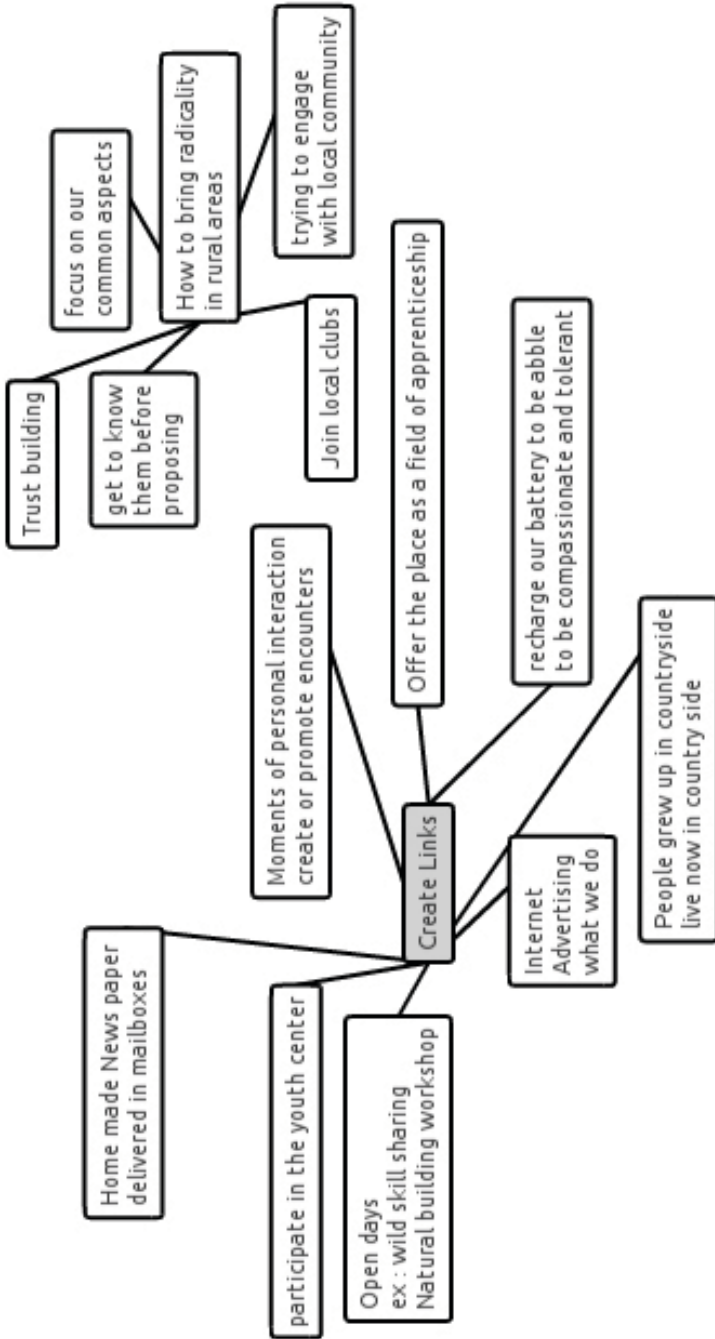 Home made News paper
delivered in mailboxes
participate in the youth center
Open days
ex : wild skill sharing
Natural building workshop
Create Links
Internet
Advertising
what we do
Moments of personal interaction
create or promote encounters
Offer the place as a field of apprenticeship
recharge our battery to be abble
to be compassionate and tolerant
People grew up in countryside
live now in country side
Trust building
get to know
them before
proposing
focus on our
common aspects
How to bring radicality
in rural areas
Join local clubs
trying to engage
with local community